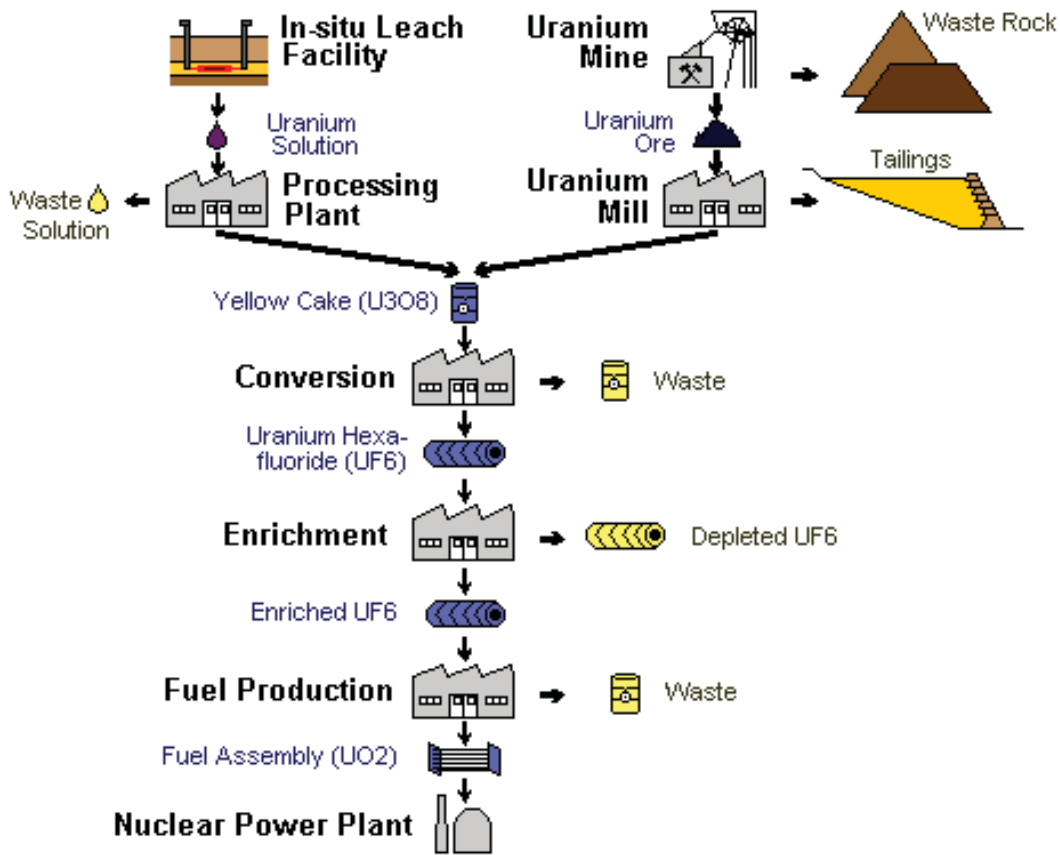 In-situ Leach
Facility
Uranium
Mine
Waste Rock
Uranium
Solution
Uranium
Ore
Waste
Solution
Processing
Plant
Uranium
Mill
Tailings
Yellow Cake (U3O8)
Conversion
Waste
Uranium Hexa-
fluoride (UF6)
Enrichment
Depleted UF6
Enriched UF6
Fuel Production
Waste
Fuel Assembly (UO2)
Nuclear Power Plant